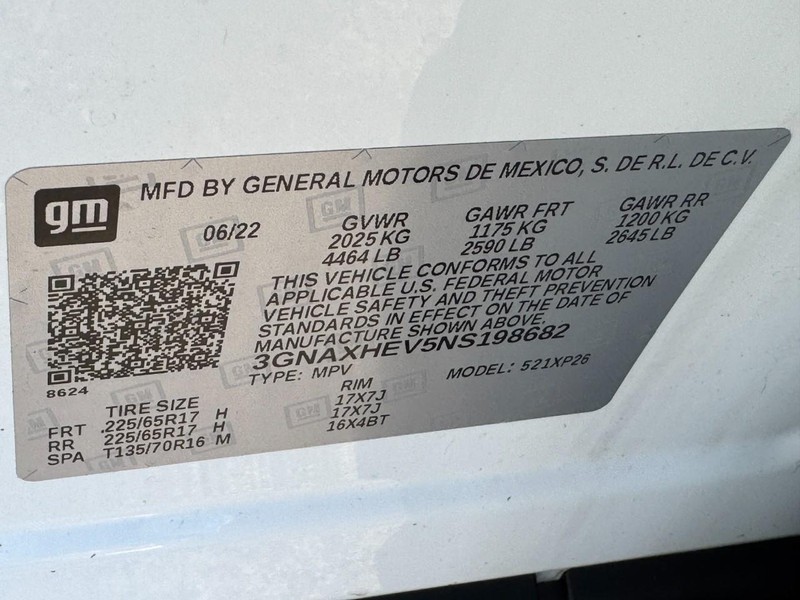 gm
MFD BY GENERAL MOTORS DE MEXICO, S. DE R.L. DE C.V.
06/22
GVWR
2025 KG
4464 LB
GAWR FRT
1175 KG
2590 LB
GAWR RR
1200 KG
2645 LB
THIS VEHICLE CONFORMS TO ALL
APPLICABLE U.S. FEDERAL MOTOR
VEHICLE SAFETY AND THEFT PREVENTION
STANDARDS IN EFFECT ON THE DATE OF
MANUFACTURE SHOWN ABOVE.
3GNAXHEV5NS198682
TYPE: MPV MODEL: 521XP26
8624
TIRE SIZE RIM
FRT 225/65R17 H 17X7J
RR 225/65R17 H 17X7J
SPA T135/70R16 M 16X4BT